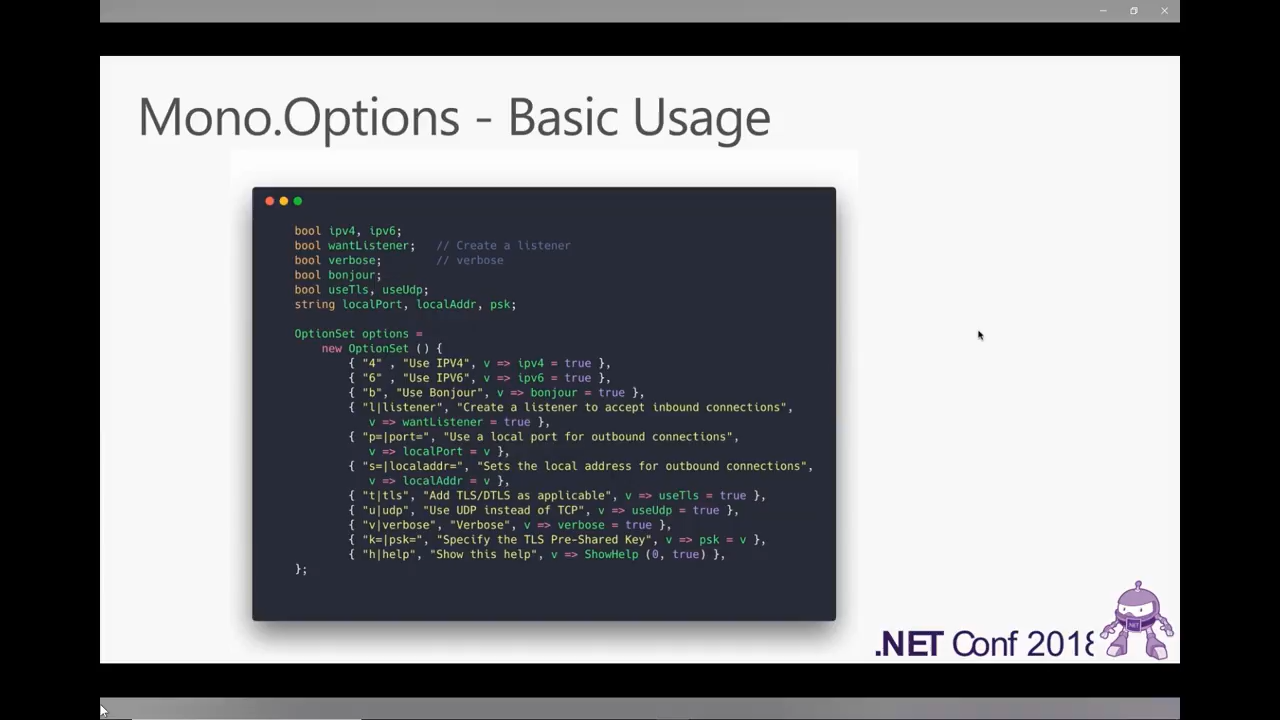 Mono.Options - Basic Usage
bool ipv4, ipv6;
bool wantListener;   // Create a listener
bool verbose;        // verbose
bool bonjour;
bool useTls, useUdp;
string localPort, localAddr, psk;
OptionSet options =
    new OptionSet () {
        { "4" , "Use IPV4", v => ipv4 = true },
        { "6" , "Use IPV6", v => ipv6 = true },
        { "b", "Use Bonjour", v => bonjour = true },
        { "l|listener", "Create a listener to accept inbound connections",
           v => wantListener = true },
        { "p=|port=", "Use a local port for outbound connections",
           v => localPort = v },
        { "s=|localaddr=", "Sets the local address for outbound connections",
           v => localAddr = v },
        { "t|tls", "Add TLS/DTLS as applicable", v => useTls = true },
        { "u|udp", "Use UDP instead of TCP", v => useUdp = true },
        { "v|verbose", "Verbose", v => verbose = true },
        { "k=|psk=", "Specify the TLS Pre-Shared Key", v => psk = v },
        { "h|help", "Show this help", v => ShowHelp (0, true) },
};
.NET
.NET Conf 2018